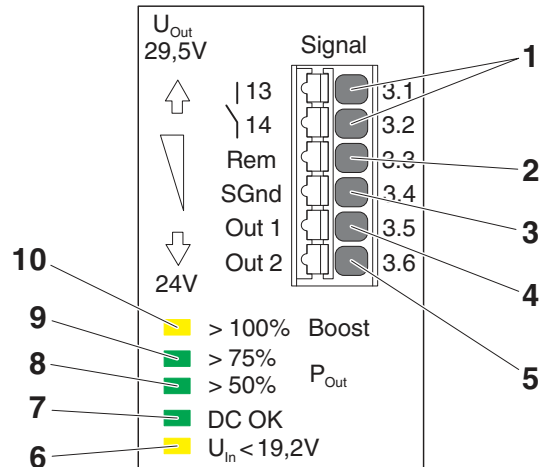 U_Out
29,5V
Signal
1
13
3.1
14
3.2
Rem
3.3
2
SGnd
3.4
3
Out 1
3.5
Out 2
3.6
4
24V
5
10
> 100% Boost
9
> 75%
8
> 50%
P_Out
7
DC OK
6
U_In < 19,2V